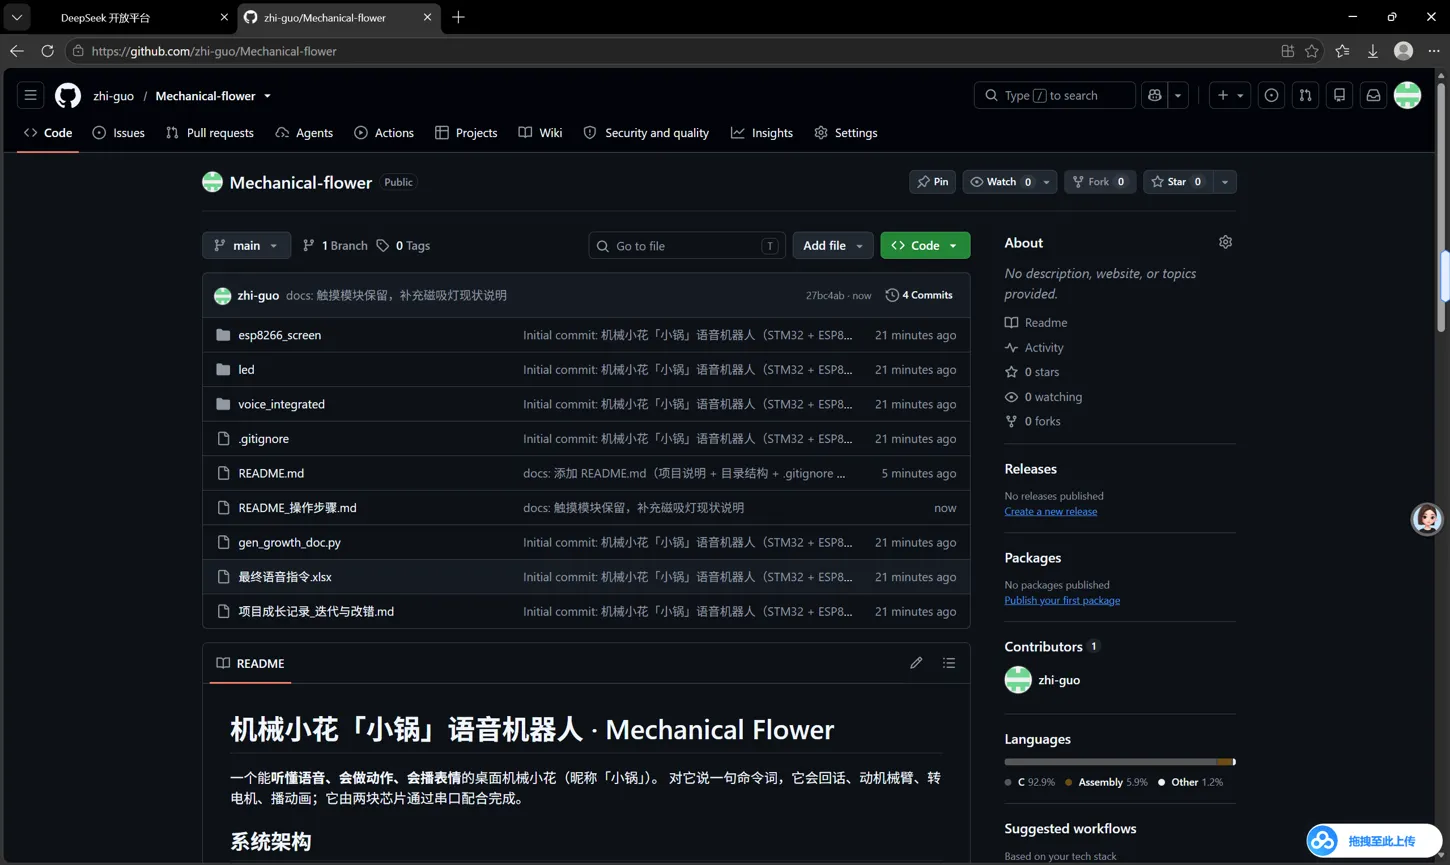 DeepSeek 开放平台
zhi-guo/Mechanical-flower
https://github.com/zhi-guo/Mechanical-flower
zhi-guo / Mechanical-flower
Type / to search
Code Issues Pull requests Agents Actions Projects Wiki Security and quality Insights Settings
Mechanical-flower Public
Pin Watch 0 Fork 0 Star 0
main 1 Branch 0 Tags
Go to file T Add file Code
zhi-guo docs: 触摸模块保留，补充磁吸灯现状说明 27bc4ab · now 4 Commits
esp8266_screen Initial commit: 机械小花「小锅」语音机器人（STM32 + ESP8... 21 minutes ago
led Initial commit: 机械小花「小锅」语音机器人（STM32 + ESP8... 21 minutes ago
voice_integrated Initial commit: 机械小花「小锅」语音机器人（STM32 + ESP8... 21 minutes ago
.gitignore Initial commit: 机械小花「小锅」语音机器人（STM32 + ESP8... 21 minutes ago
README.md docs: 添加 README.md（项目说明 + 目录结构 + .gitignore ... 5 minutes ago
README_操作步骤.md docs: 触摸模块保留，补充磁吸灯现状说明 now
gen_growth_doc.py Initial commit: 机械小花「小锅」语音机器人（STM32 + ESP8... 21 minutes ago
最终语音指令.xlsx Initial commit: 机械小花「小锅」语音机器人（STM32 + ESP8... 21 minutes ago
项目成长记录_迭代与改错.md Initial commit: 机械小花「小锅」语音机器人（STM32 + ESP8... 21 minutes ago
README
机械小花「小锅」语音机器人 · Mechanical Flower
一个能听懂语音、会做动作、会播表情的桌面机械小花（昵称「小锅」）。 对它说一句命令词，它会回话、动机械臂、转
电机、播动画；它由两块芯片通过串口配合完成。
系统架构
About
No description, website, or topics
provided.
Readme
Activity
0 stars
0 watching
0 forks
Releases
No releases published
Create a new release
Packages
No packages published
Publish your first package
Contributors 1
zhi-guo
Languages
C 92.9% Assembly 5.9% Other 1.2%
Suggested workflows
Based on your tech stack
拖拽至此上传